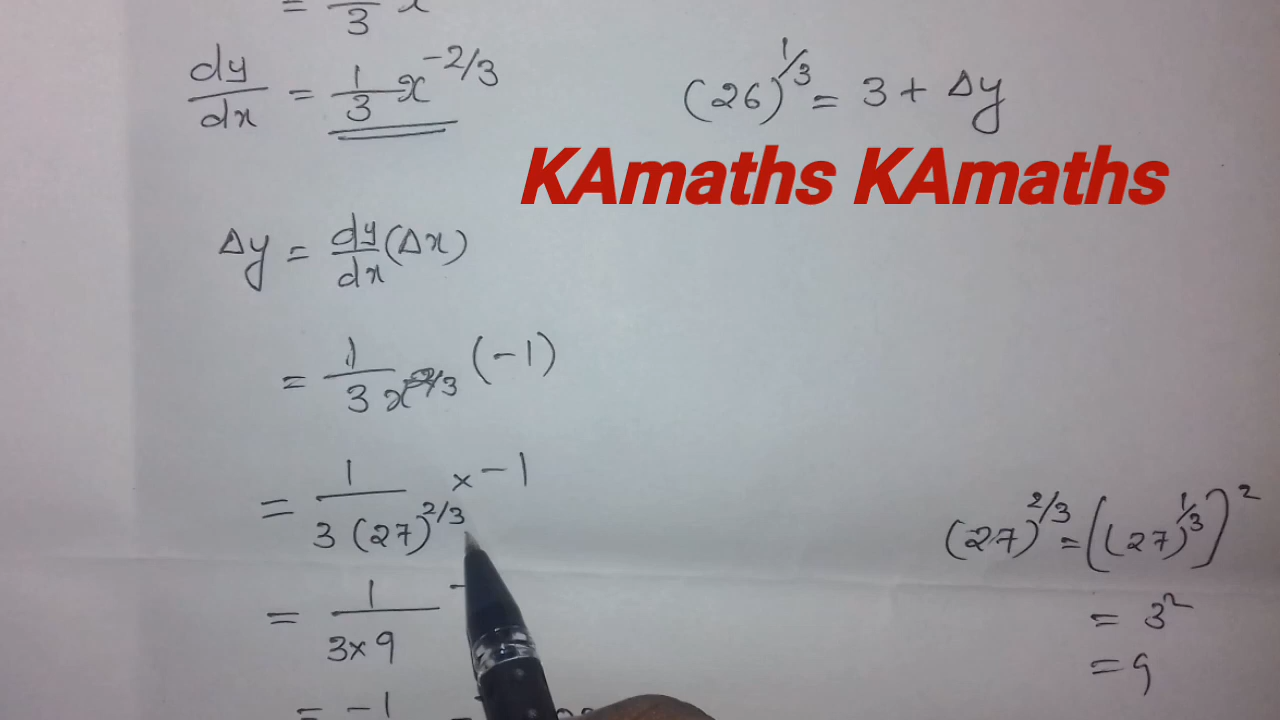 = 1/3 x
dy/dx = 1/3 x^-2/3
(26)^1/3 = 3 + Δy
KAmaths KAmaths
Δy = dy/dx (Δx)
= 1/3x^2/3 (-1)
= 1/3(27)^2/3 × -1
= 1/3×9 -
= -1 =
(27)^2/3 = ((27)^1/3)^2
= 3^2
= 9